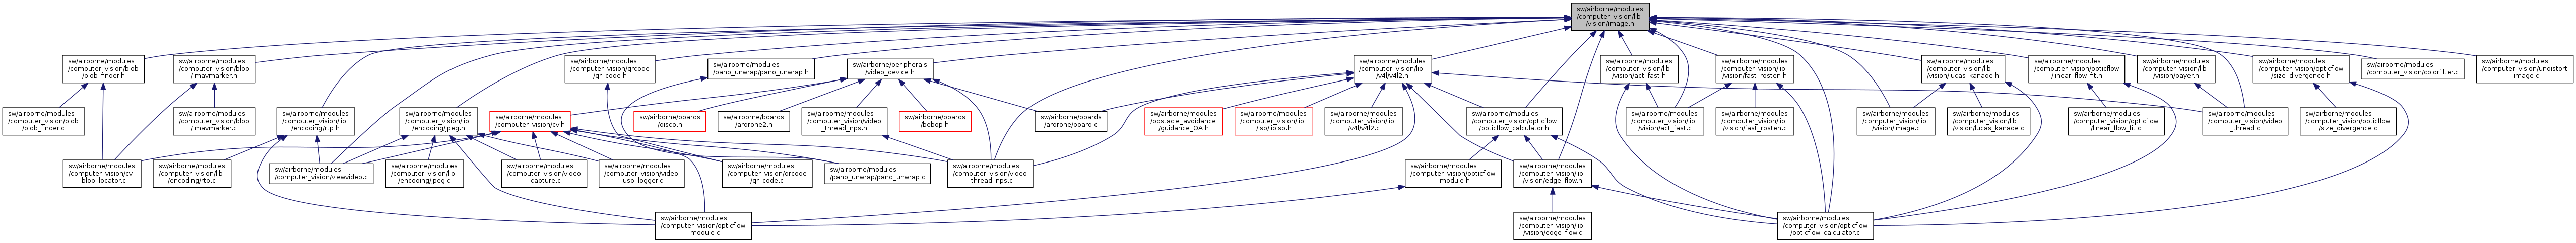 sw/airborne/modules
/computer_vision/lib
/vision/image.h
sw/airborne/modules
/computer_vision/blob
/blob_finder.h
sw/airborne/modules
/computer_vision/blob
/imavmarker.h
sw/airborne/modules
/computer_vision/qrcode
/qr_code.h
sw/airborne/modules
/pano_unwrap/pano_unwrap.h
sw/airborne/peripherals
/video_device.h
sw/airborne/modules
/computer_vision/lib
/v4l/v4l2.h
sw/airborne/modules
/computer_vision/lib
/vision/act_fast.h
sw/airborne/modules
/computer_vision/lib
/vision/fast_rosten.h
sw/airborne/modules
/computer_vision/lib
/vision/lucas_kanade.h
sw/airborne/modules
/computer_vision/opticflow
/linear_flow_fit.h
sw/airborne/modules
/computer_vision/lib
/vision/bayer.h
sw/airborne/modules
/computer_vision/opticflow
/size_divergence.h
sw/airborne/modules
/computer_vision/colorfilter.c
sw/airborne/modules
/computer_vision/undistort
_image.c
sw/airborne/modules
/computer_vision/blob
/blob_finder.c
sw/airborne/modules
/computer_vision/blob
/imavmarker.c
sw/airborne/modules
/computer_vision/lib
/encoding/rtp.h
sw/airborne/modules
/computer_vision/lib
/encoding/jpeg.h
sw/airborne/modules
/computer_vision/cv.h
sw/airborne/boards
/disco.h
sw/airborne/boards
/ardrone2.h
sw/airborne/modules
/computer_vision/video
_thread_nps.h
sw/airborne/boards
/bebop.h
sw/airborne/boards
/ardrone/board.c
sw/airborne/modules
/obstacle_avoidance
/guidance_OA.h
sw/airborne/modules
/computer_vision/lib
/isp/libisp.h
sw/airborne/modules
/computer_vision/lib
/v4l/v4l2.c
sw/airborne/modules
/computer_vision/opticflow
/opticflow_calculator.h
sw/airborne/modules
/computer_vision/lib
/vision/act_fast.c
sw/airborne/modules
/computer_vision/lib
/vision/fast_rosten.c
sw/airborne/modules
/computer_vision/lib
/vision/image.c
sw/airborne/modules
/computer_vision/lib
/vision/lucas_kanade.c
sw/airborne/modules
/computer_vision/opticflow
/linear_flow_fit.c
sw/airborne/modules
/computer_vision/video
_thread.c
sw/airborne/modules
/computer_vision/opticflow
/size_divergence.c
sw/airborne/modules
/computer_vision/cv
_blob_locator.c
sw/airborne/modules
/computer_vision/lib
/encoding/rtp.c
sw/airborne/modules
/computer_vision/viewvideo.c
sw/airborne/modules
/computer_vision/lib
/encoding/jpeg.c
sw/airborne/modules
/computer_vision/video
_capture.c
sw/airborne/modules
/computer_vision/video
_usb_logger.c
sw/airborne/modules
/computer_vision/qrcode
/qr_code.c
sw/airborne/modules
/pano_unwrap/pano_unwrap.c
sw/airborne/modules
/computer_vision/video
_thread_nps.c
sw/airborne/modules
/computer_vision/opticflow
_module.h
sw/airborne/modules
/computer_vision/lib
/vision/edge_flow.h
sw/airborne/modules
/computer_vision/opticflow
_module.c
sw/airborne/modules
/computer_vision/lib
/vision/edge_flow.c
sw/airborne/modules
/computer_vision/opticflow
/opticflow_calculator.c